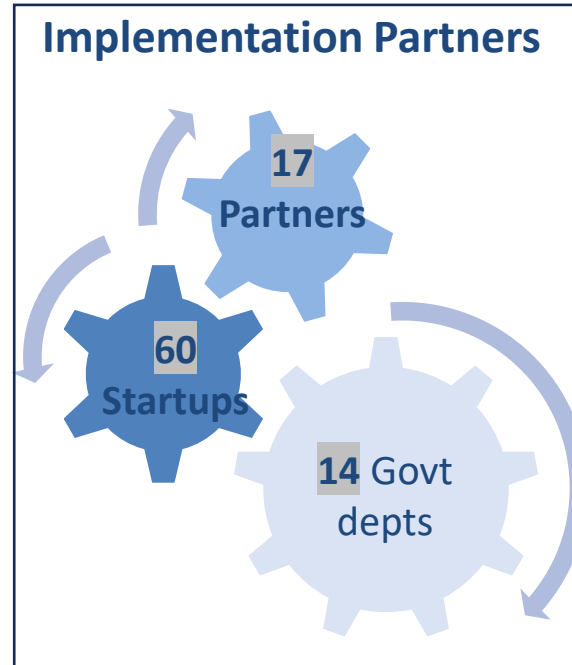 Implementation Partners
17
Partners
60
Startups
14 Govt
depts